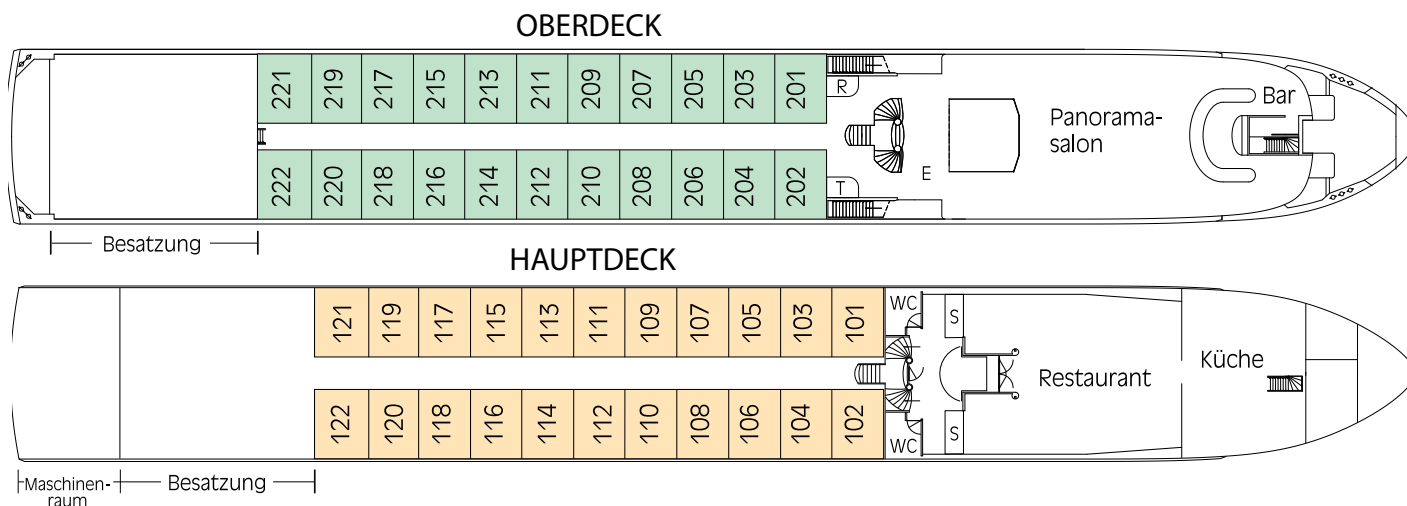 OBERDECK
221 219 217 215 213 211 209 207 205 203 201
R
Bar
Panorama-
salon
E
222 220 218 216 214 212 210 208 206 204 202
T
Besatzung
HAUPTDECK
121 119 117 115 113 111 109 107 105 103 101
WC
S
Küche
Restaurant
122 120 118 116 114 112 110 108 106 104 102
WC
S
Maschinen-
raum
Besatzung